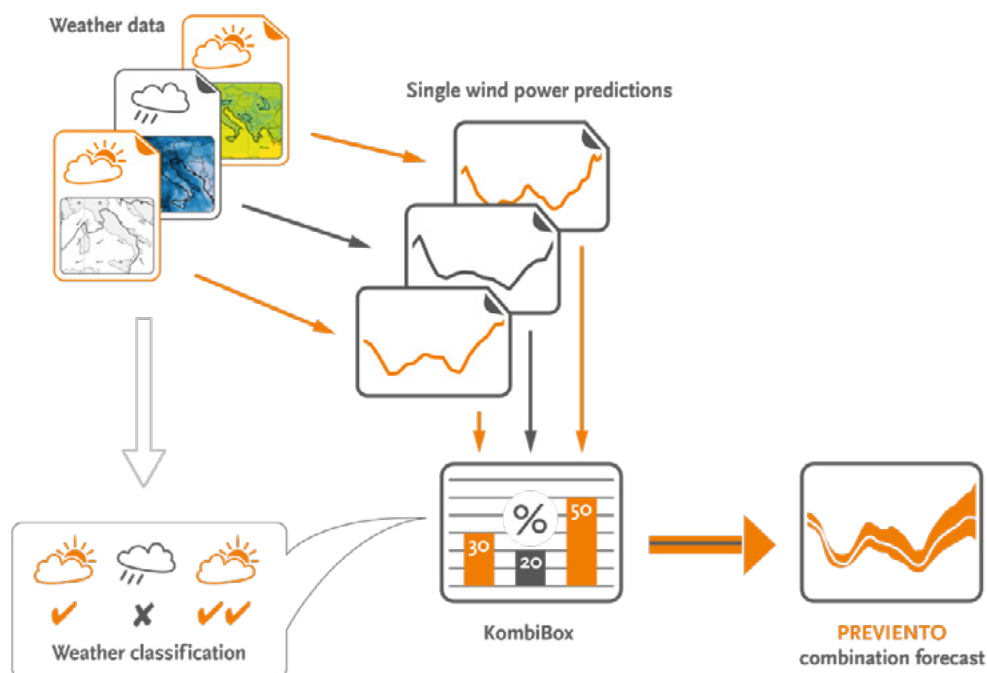 Weather data
Single wind power predictions
%
30
20
50
KombiBox
Weather classification
PREVIENTO
combination forecast